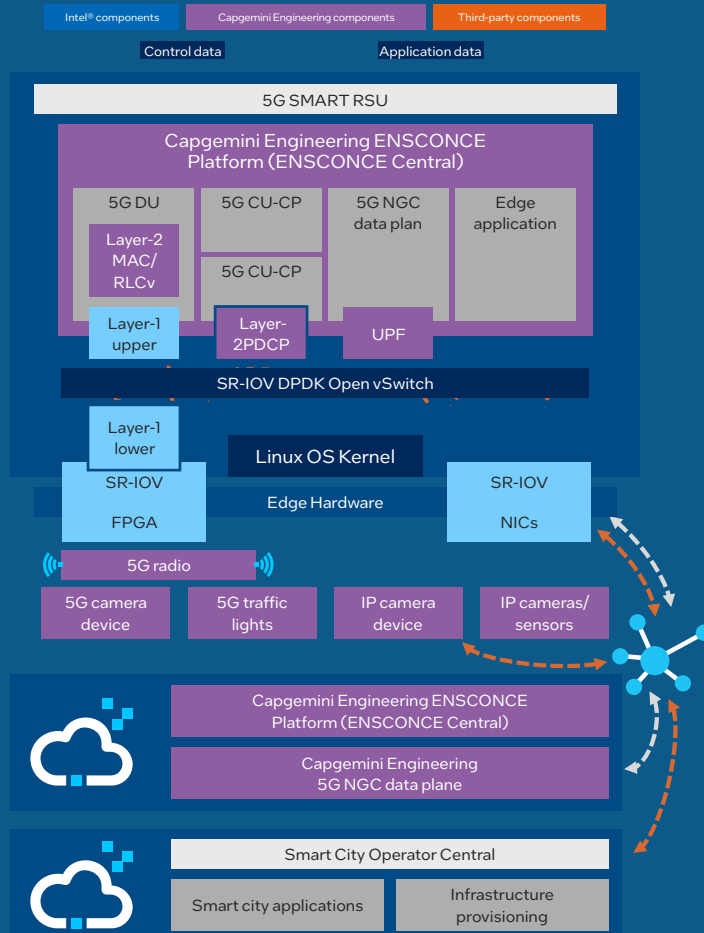 Intel® components
Capgemini Engineering components
Third-party components
Control data
Application data
5G SMART RSU
Capgemini Engineering ENSCONCE
Platform (ENSCONCE Central)
5G DU
Layer-2
MAC/
RLCv
5G CU-CP
5G CU-CP
5G NGC
data plan
Edge
application
Layer-1
upper
Layer-
2PDCP
UPF
SR-IOV DPDK Open vSwitch
Layer-1
lower
Linux OS Kernel
SR-IOV
FPGA
Edge Hardware
SR-IOV
NICs
5G radio
5G camera
device
5G traffic
lights
IP camera
device
IP cameras/
sensors
Capgemini Engineering ENSCONCE
Platform (ENSCONCE Central)
Capgemini Engineering
5G NGC data plane
Smart City Operator Central
Smart city applications
Infrastructure
provisioning